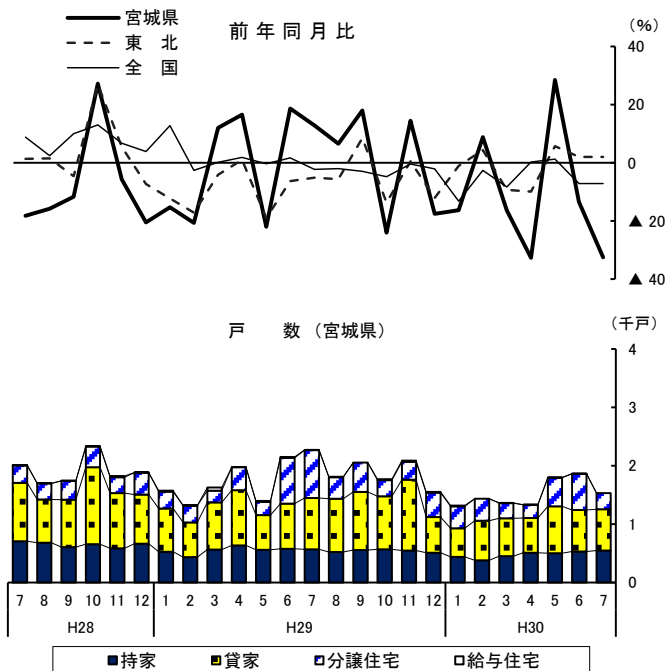 宮城県
東 北
全 国
前 年 同 月 比
（％）
40
20
0
▲ 20
▲ 40
戸 数 （宮城県）
（千戸）
4
3
2
1
0
7 8 9 10 11 12 1 2 3 4 5 6 7 8 9 10 11 12 1 2 3 4 5 6 7
H28 H29 H30
持家 貸家 分譲住宅 給与住宅